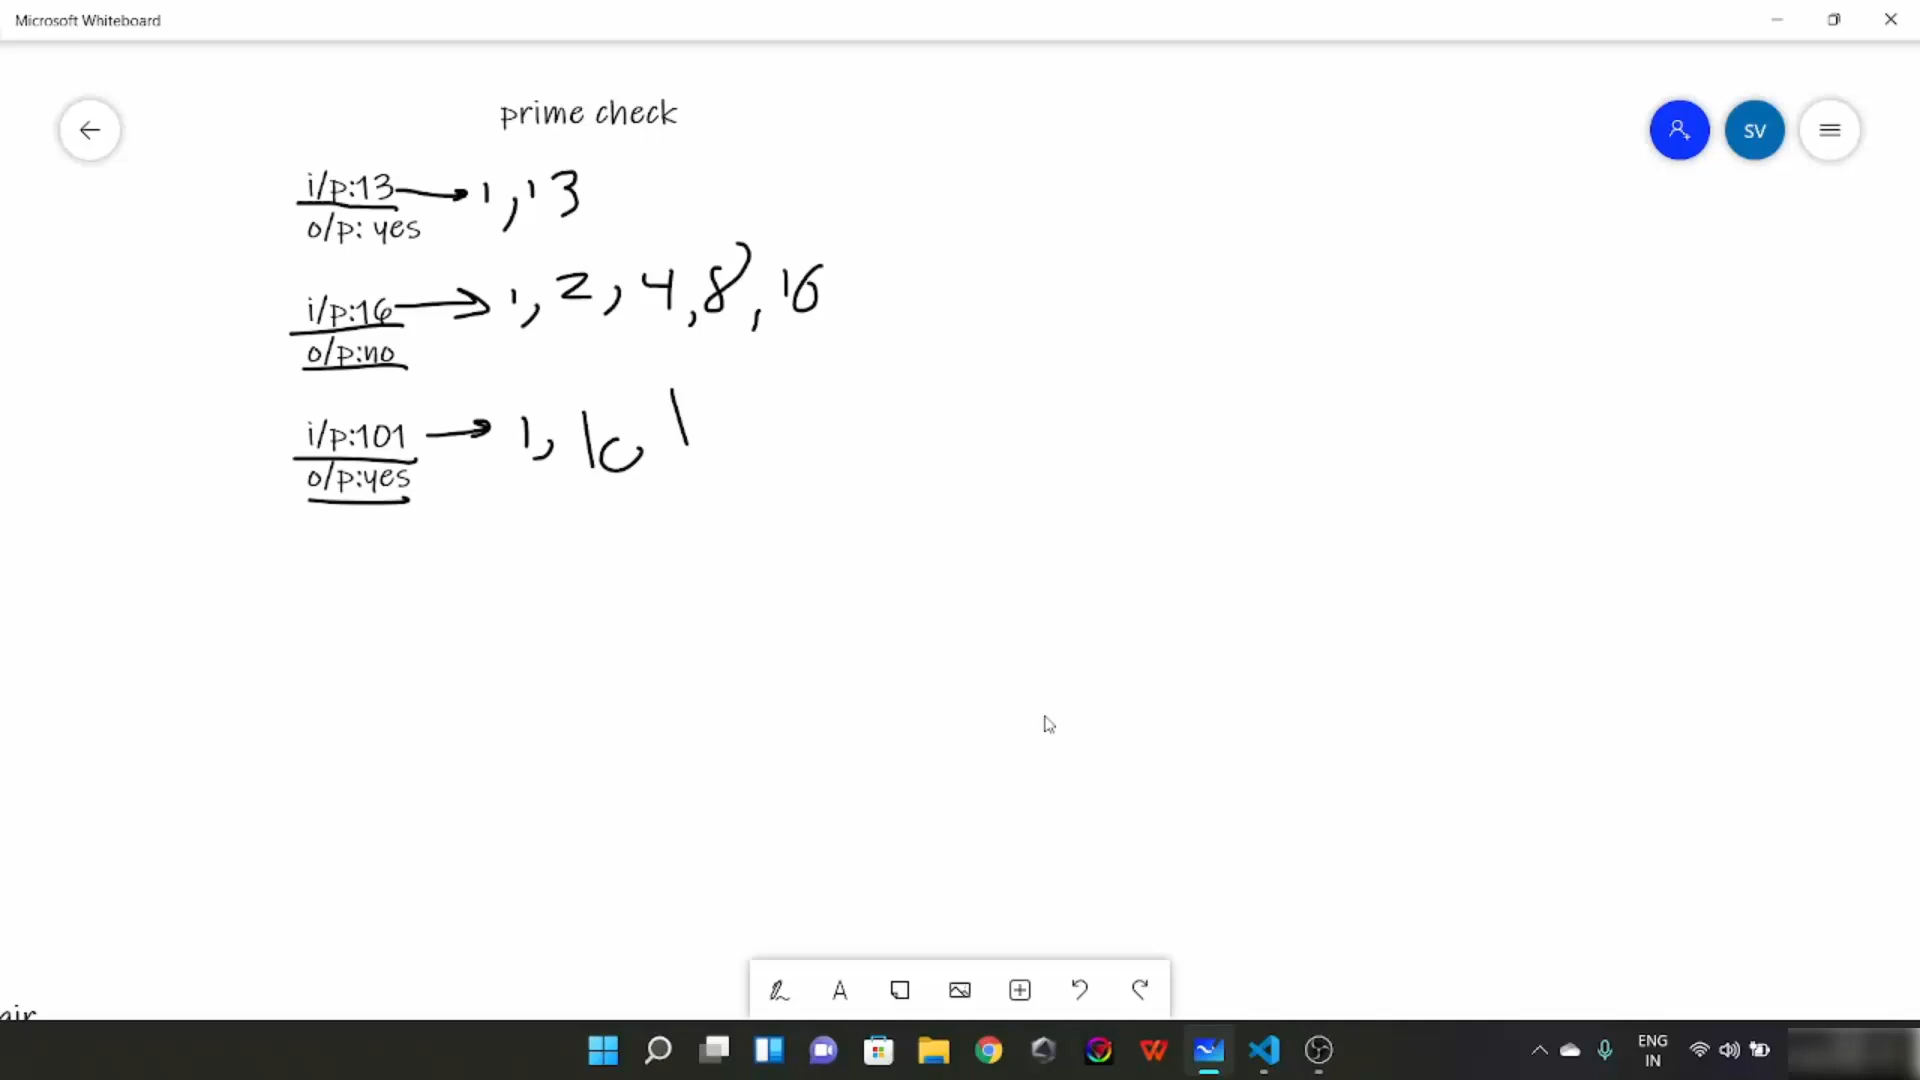 Microsoft Whiteboard
prime check
SV
i/p:13 → 1, 13
o/p: yes
i/p:16 → 1, 2, 4, 8, 16
o/p:no
i/p:101 → 1, 101
o/p:yes
air
ENG
IN